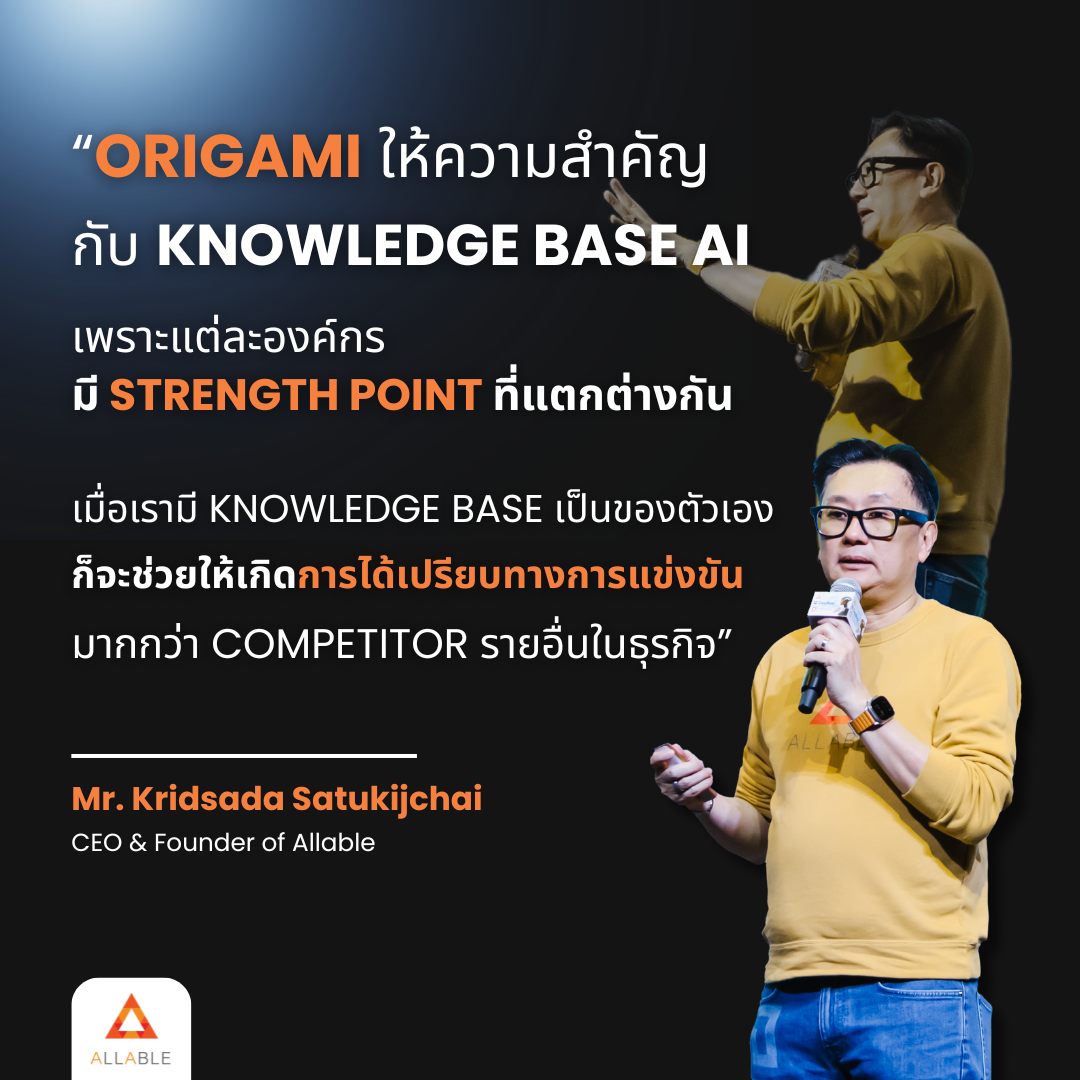 “ORIGAMI ให้ความสำคัญ
กับ KNOWLEDGE BASE AI
เพราะแต่ละองค์กร
มี STRENGTH POINT ที่แตกต่างกัน
เมื่อเรามี KNOWLEDGE BASE เป็นของตัวเอง
ก็จะช่วยให้เกิดการได้เปรียบทางการแข่งขัน
มากกว่า COMPETITOR รายอื่นในธุรกิจ”
Mr. Kridsada Satukijchai
CEO & Founder of Allable
ALLABLE